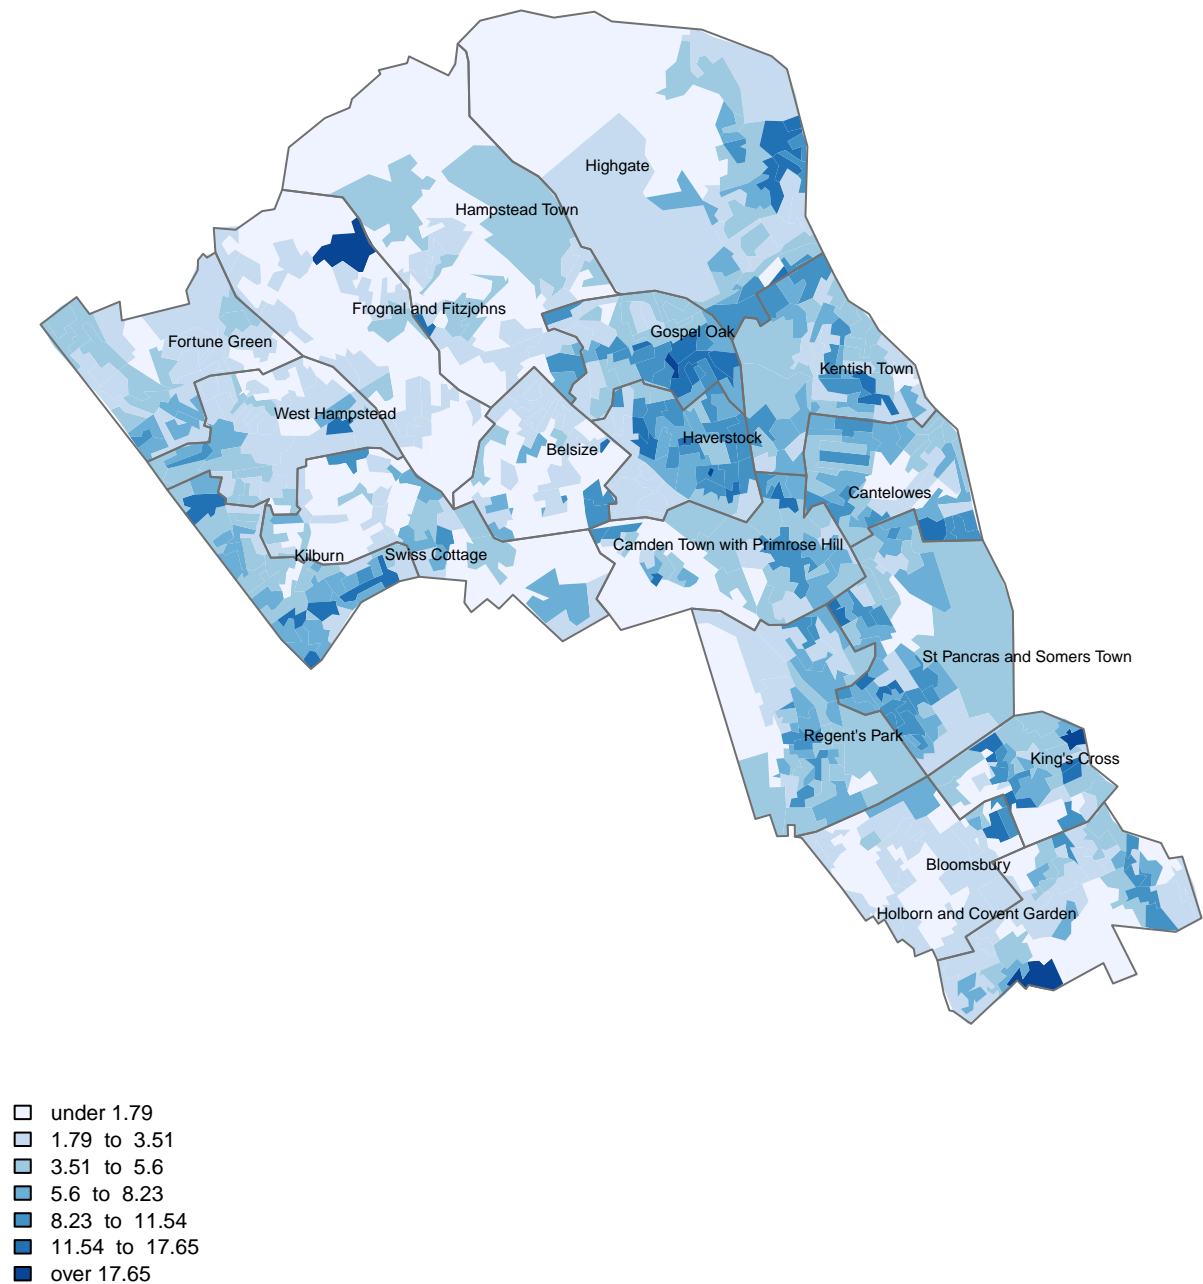 Highgate
Hampstead Town
Frognal and Fitzjohns
Gospel Oak
Fortune Green
Kentish Town
West Hampstead
Haverstock
Belsize
Cantelowes
Camden Town with Primrose Hill
Kilburn
Swiss Cottage
St Pancras and Somers Town
Regent's Park
King's Cross
Bloomsbury
Holborn and Covent Garden
under 1.79
1.79 to 3.51
3.51 to 5.6
5.6 to 8.23
8.23 to 11.54
11.54 to 17.65
over 17.65